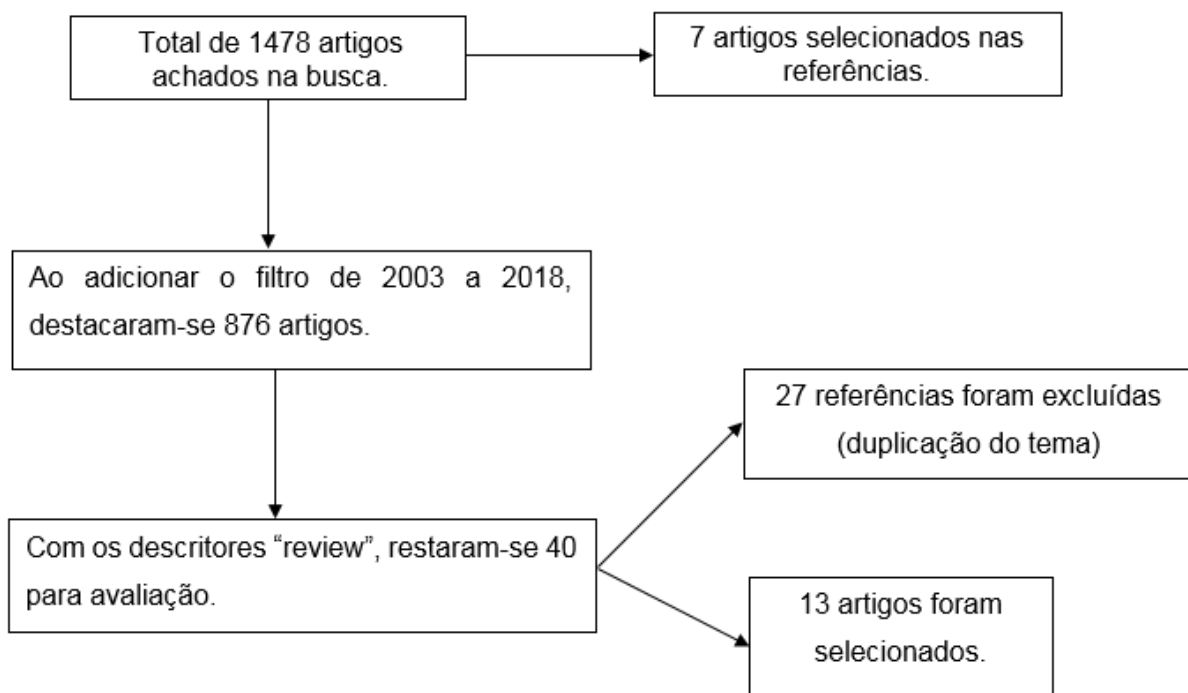 Total de 1478 artigos
achados na busca.
7 artigos selecionados nas
referências.
Ao adicionar o filtro de 2003 a 2018,
destacaram-se 876 artigos.
27 referências foram excluídas
(duplicação do tema)
Com os descritores “review”, restaram-se 40
para avaliação.
13 artigos foram
selecionados.